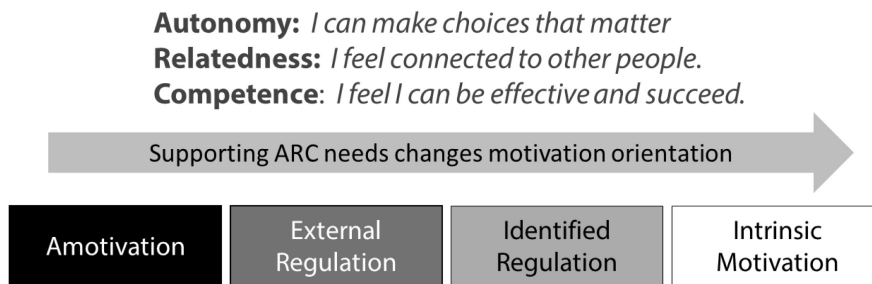 Autonomy: I can make choices that matter
Relatedness: I feel connected to other people.
Competence: I feel I can be effective and succeed.
Supporting ARC needs changes motivation orientation
Amotivation
External
Regulation
Identified
Regulation
Intrinsic
Motivation